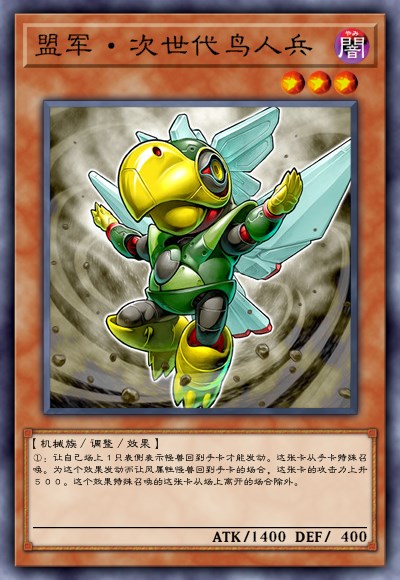 盟军·次世代鸟人兵
闇
やみ
【机械族／调整／效果】
①：让自己场上１只表侧表示怪兽回到手卡才能发动。这张卡从手卡特殊召
唤。为这个效果发动而让风属性怪兽回到手卡的场合，这张卡的攻击力上升
５００。这个效果特殊召唤的这张卡从场上离开的场合除外。
ATK/1400 DEF/ 400